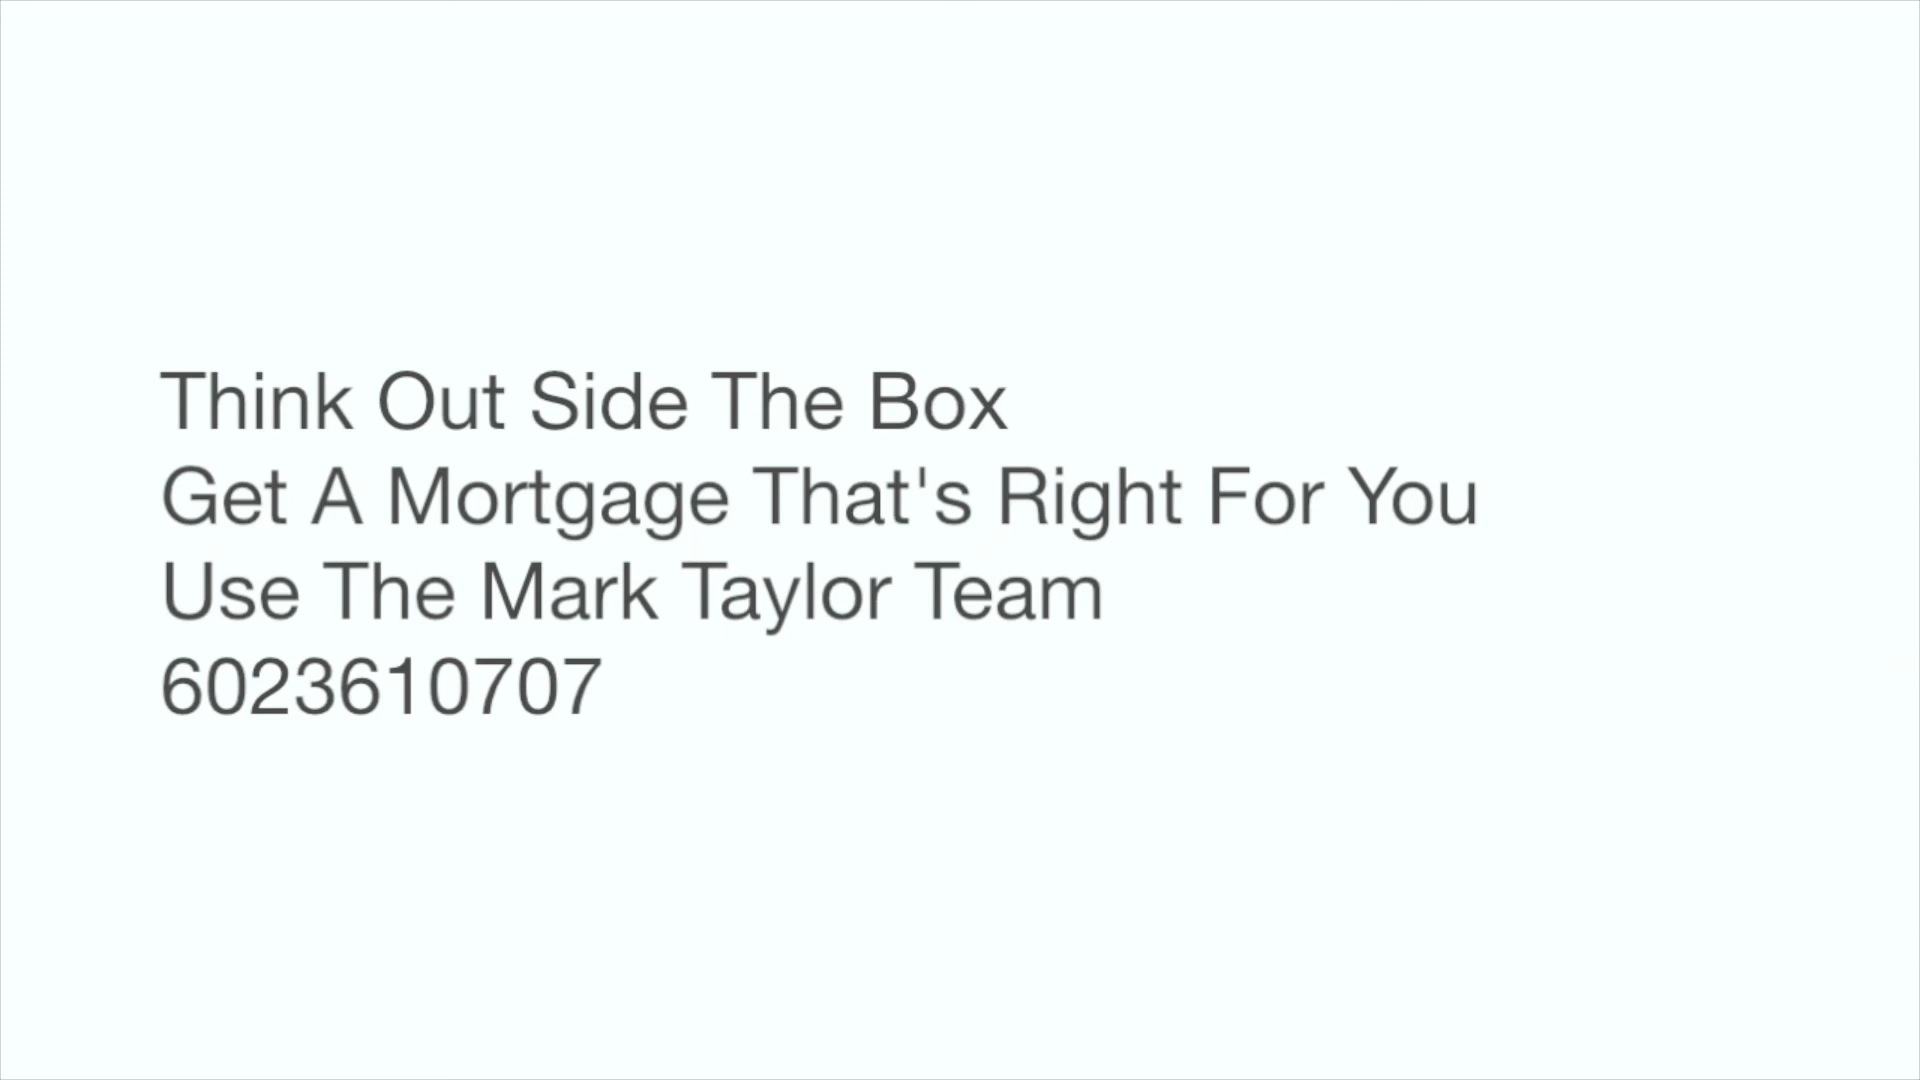 Think Out Side The Box
Get A Mortgage That's Right For You
Use The Mark Taylor Team
6023610707